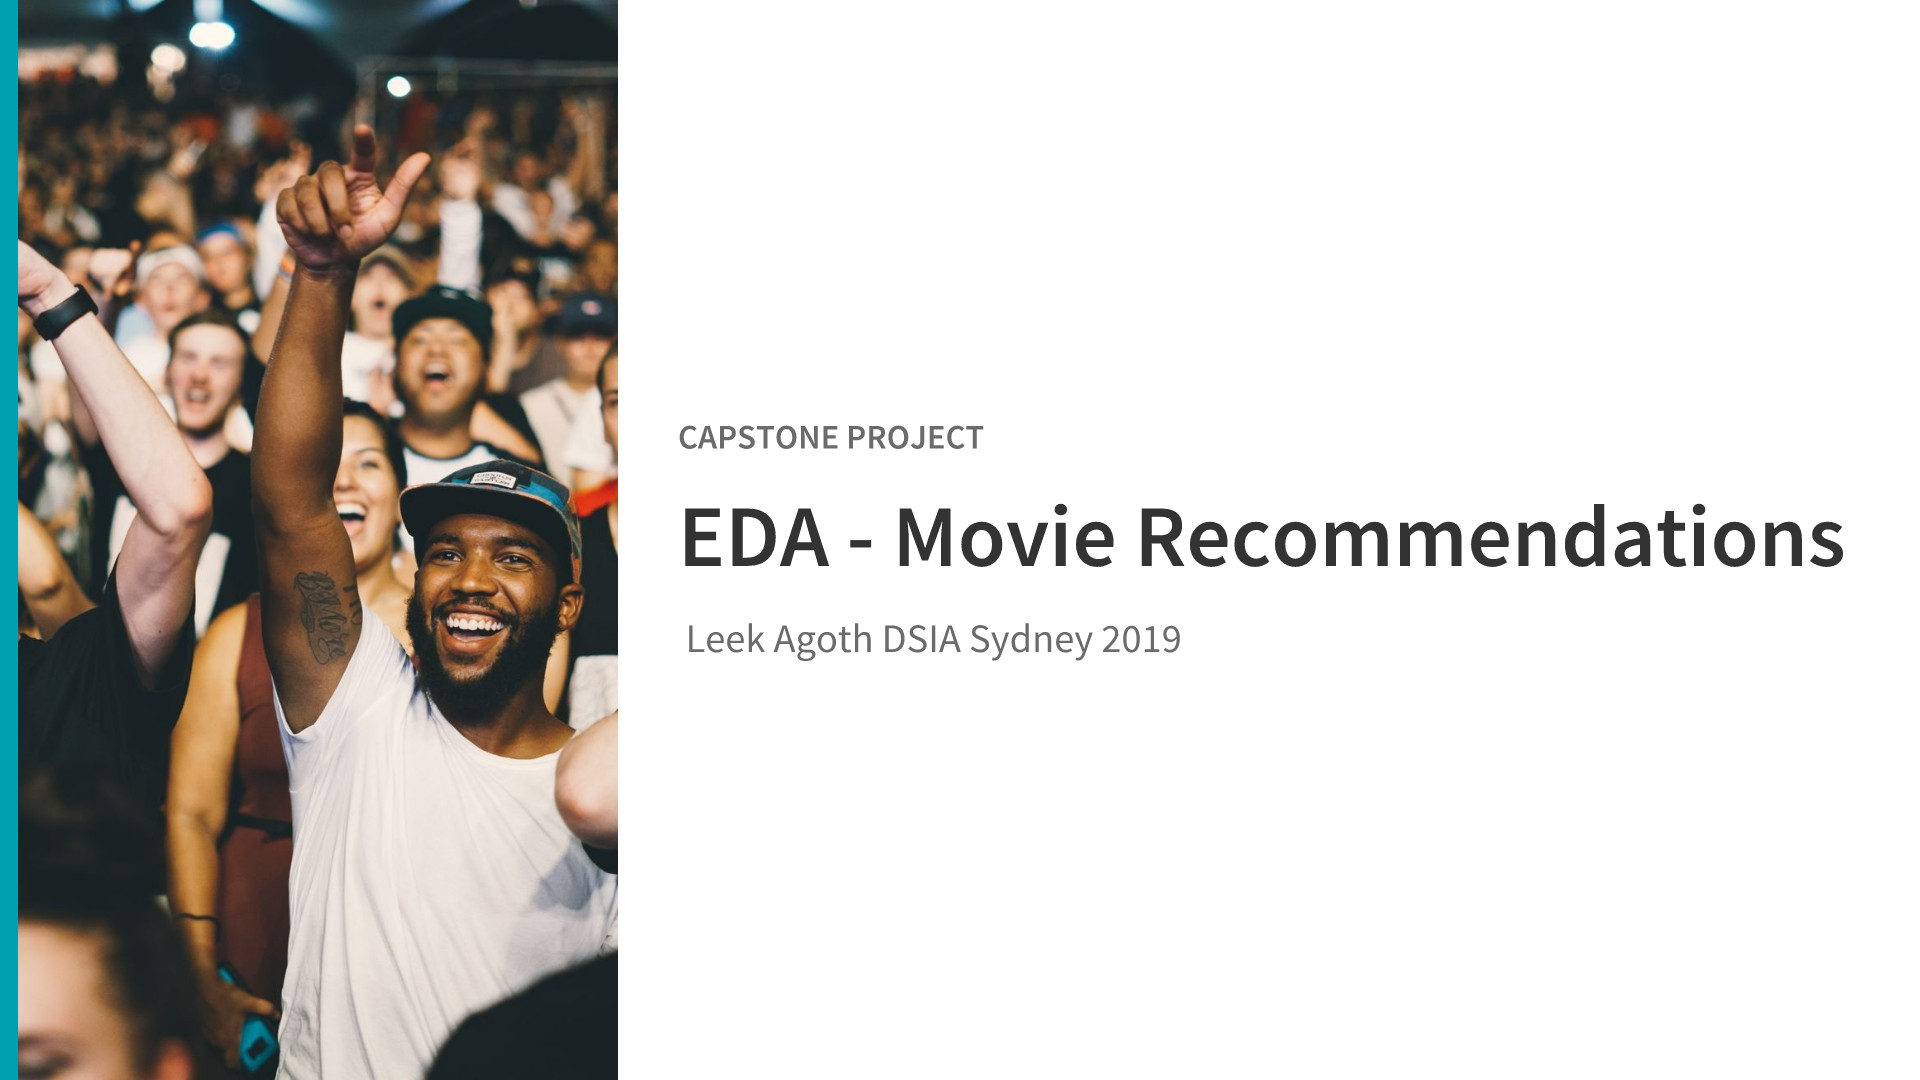 CAPSTONE PROJECT
EDA - Movie Recommendations
Leek Agoth DSIA Sydney 2019